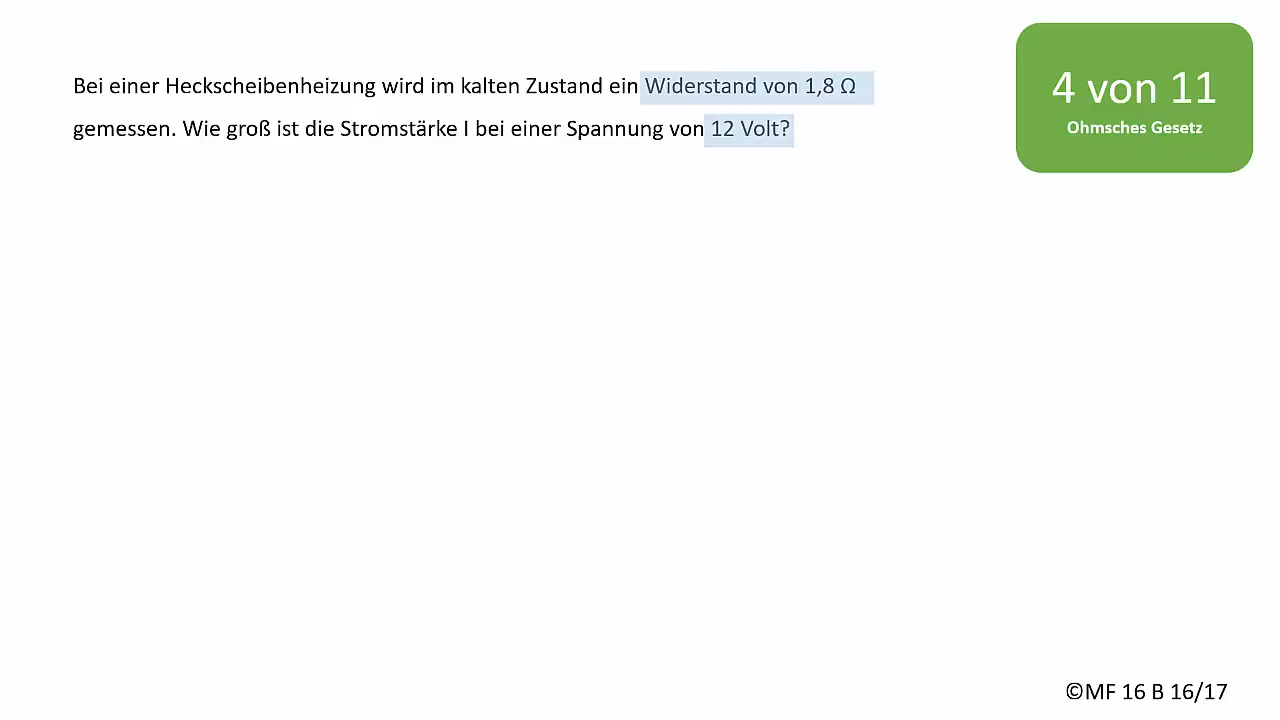 Bei einer Heckscheibenheizung wird im kalten Zustand ein Widerstand von 1,8 Ω
gemessen. Wie groß ist die Stromstärke I bei einer Spannung von 12 Volt?
4 von 11
Ohmsches Gesetz
©MF 16 B 16/17